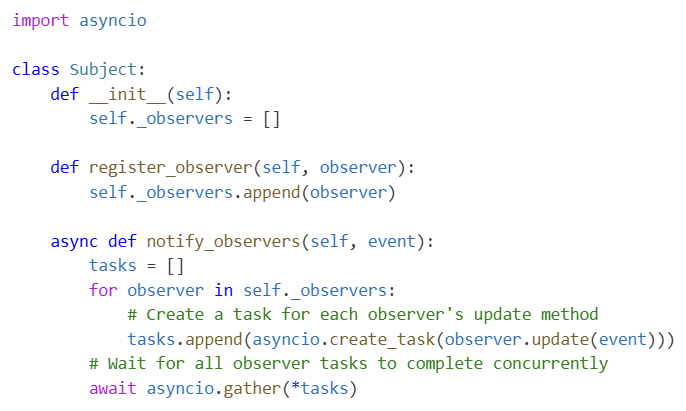 import asyncio

class Subject:
    def __init__(self):
        self._observers = []

    def register_observer(self, observer):
        self._observers.append(observer)

    async def notify_observers(self, event):
        tasks = []
        for observer in self._observers:
            # Create a task for each observer's update method
            tasks.append(asyncio.create_task(observer.update(event)))
        # Wait for all observer tasks to complete concurrently
        await asyncio.gather(*tasks)